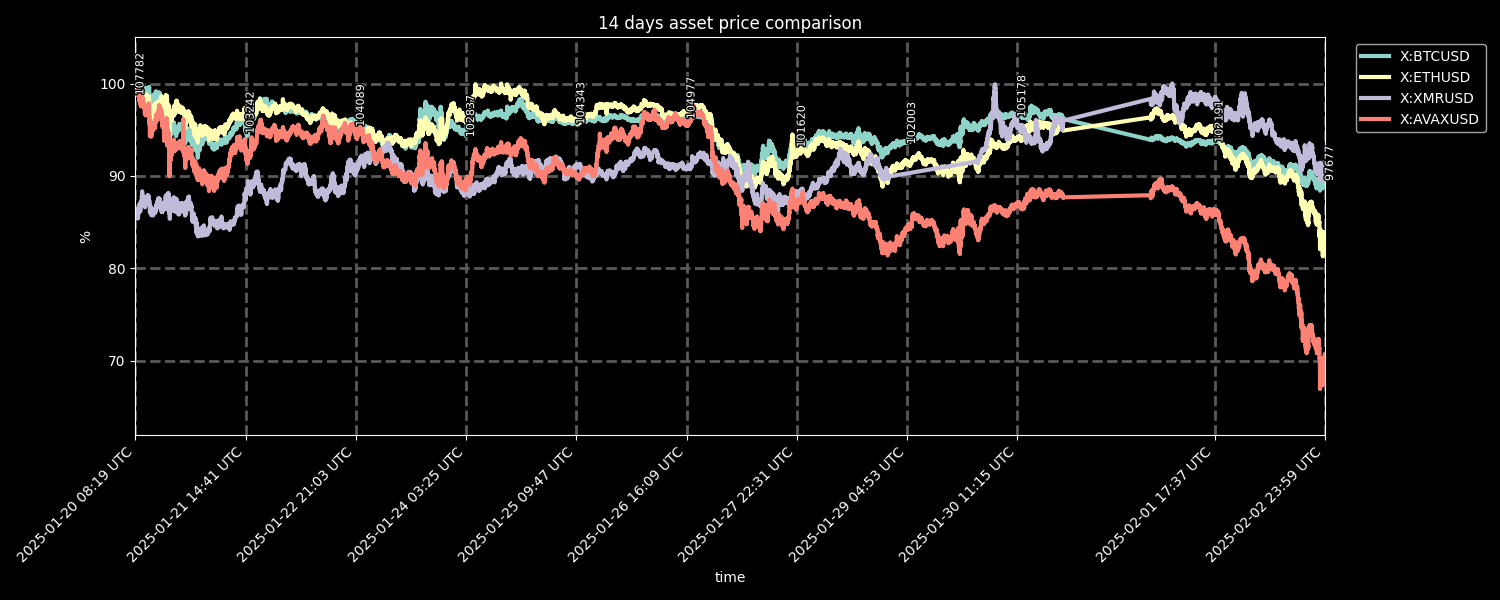 14 days asset price comparison
X:BTCUSD
X:ETHUSD
X:XMRUSD
X:AVAXUSD
%
100
90
80
70
107782
103242
104089
102837
104343
104977
101620
102003
105178
102191
97677
2025-01-20 08:19 UTC
2025-01-21 14:41 UTC
2025-01-22 21:03 UTC
2025-01-24 03:25 UTC
2025-01-25 09:47 UTC
2025-01-26 16:09 UTC
2025-01-27 22:31 UTC
2025-01-29 04:53 UTC
2025-01-30 11:15 UTC
2025-02-01 17:37 UTC
2025-02-02 23:59 UTC
time